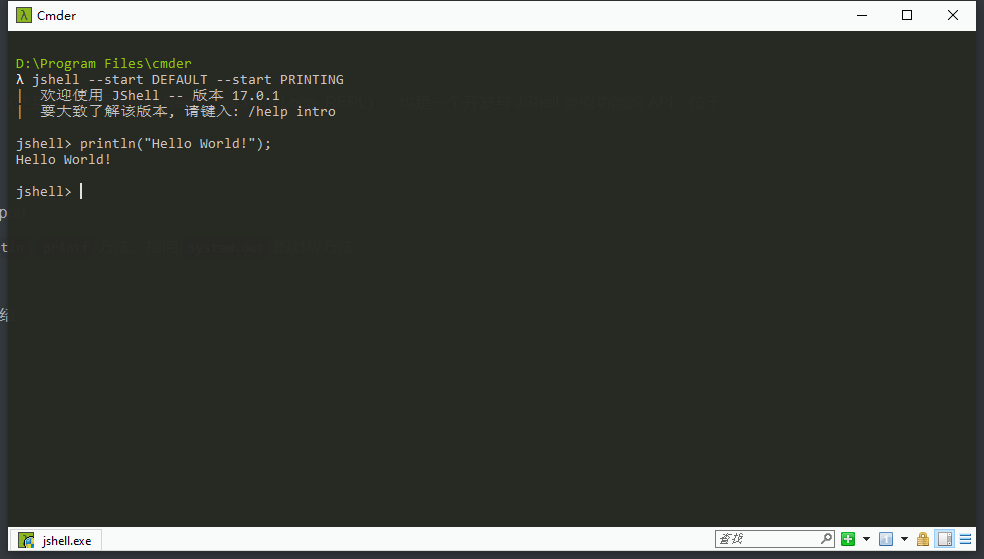 Cmder
D:\Program Files\cmder
λ jshell --start DEFAULT --start PRINTING
|  欢迎使用 JShell -- 版本 17.0.1
|  要大致了解该版本, 请键入: /help intro
jshell> println("Hello World!");
Hello World!
jshell>
jshell.exe
查找